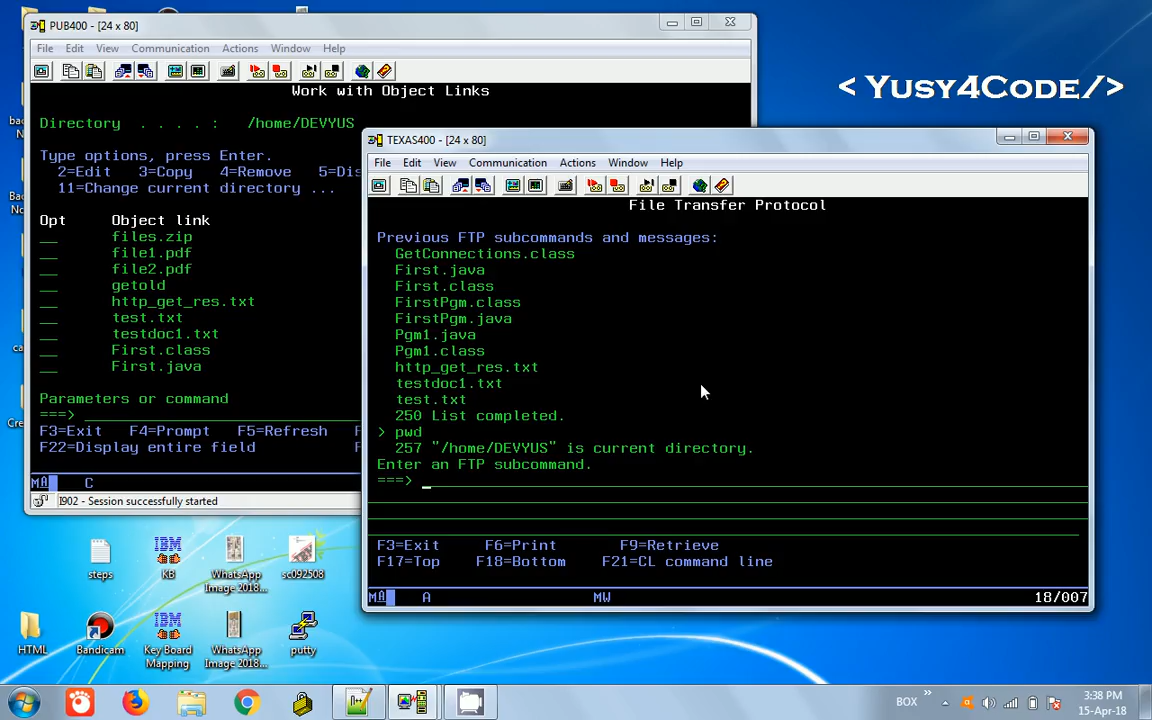 PUB400 - [24 x 80]
File Edit View Communication Actions Window Help
Work with Object Links
Directory . . . . : /home/DEVYUS
Type options, press Enter.
2=Edit 3=Copy 4=Remove 5=Dis
11=Change current directory ...
Opt Object link
files.zip
file1.pdf
file2.pdf
getold
http_get_res.txt
test.txt
testdoc1.txt
First.class
First.java
Parameters or command
===>
F3=Exit F4=Prompt F5=Refresh F
F22=Display entire field
MA C
I902 - Session successfully started
< Yusy4Code/>
TEXAS400 - [24 x 80]
File Edit View Communication Actions Window Help
File Transfer Protocol
Previous FTP subcommands and messages:
GetConnections.class
First.java
First.class
FirstPgm.class
FirstPgm.java
Pgm1.java
Pgm1.class
http_get_res.txt
testdoc1.txt
test.txt
250 List completed.
> pwd
257 "/home/DEVYUS" is current directory.
Enter an FTP subcommand.
===>
F3=Exit F6=Print F9=Retrieve
F17=Top F18=Bottom F21=CL command line
MA A MW 18/007
steps
IBM
KB
WhatsApp
Image 2018...
sc092508
HTML
Bandicam
IBM
Key Board
Mapping
WhatsApp
Image 2018...
putty
BOX
3:38 PM
15-Apr-18